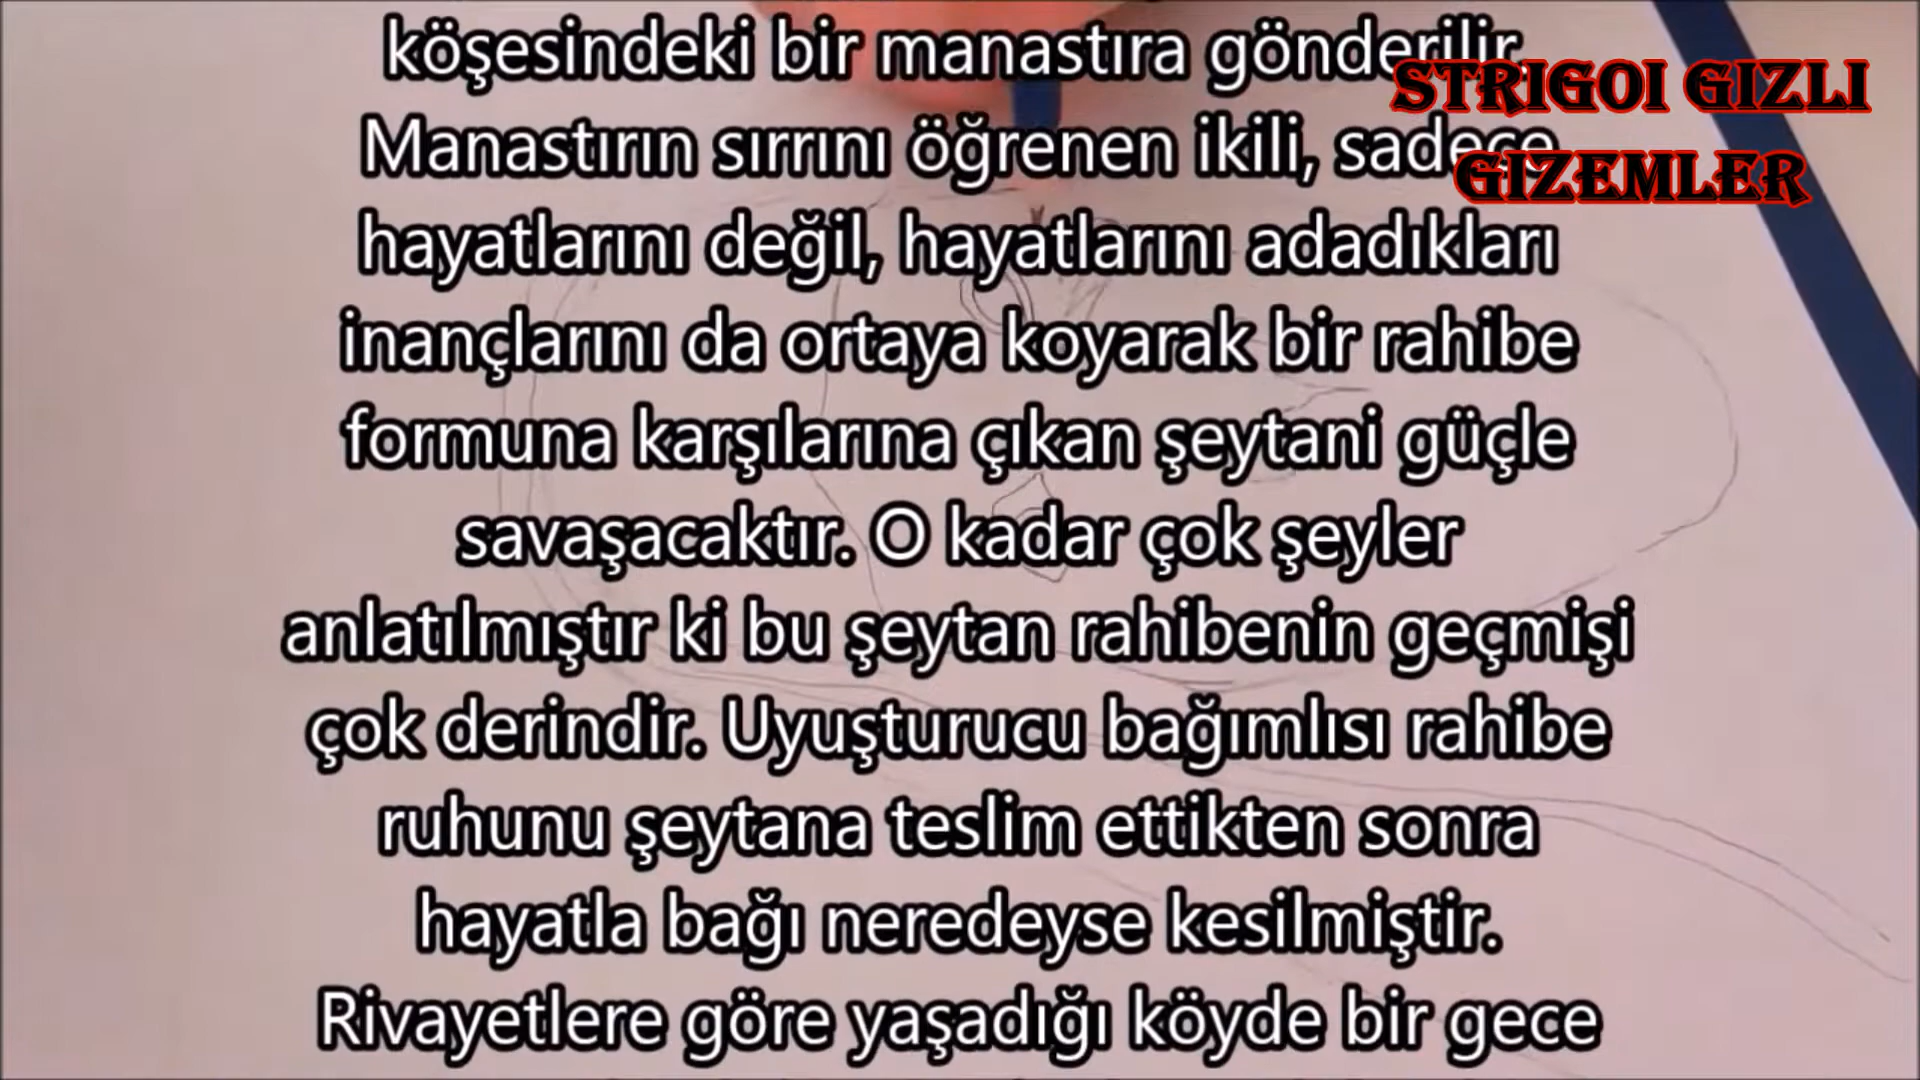 köşesindeki bir manastıra gönderilir.
STRIGOI GIZLI
GIZEMLER
Manastırın sırrını öğrenen ikili, sadece
hayatlarını değil, hayatlarını adadıkları
inançlarını da ortaya koyarak bir rahibe
formuna karşılarına çıkan şeytani güçle
savaşacaktır. O kadar çok şeyler
anlatılmıştır ki bu şeytan rahibenin geçmişi
çok derindir. Uyuşturucu bağımlısı rahibe
ruhunu şeytana teslim ettikten sonra
hayatla bağı neredeyse kesilmiştir.
Rivayetlere göre yaşadığı köyde bir gece